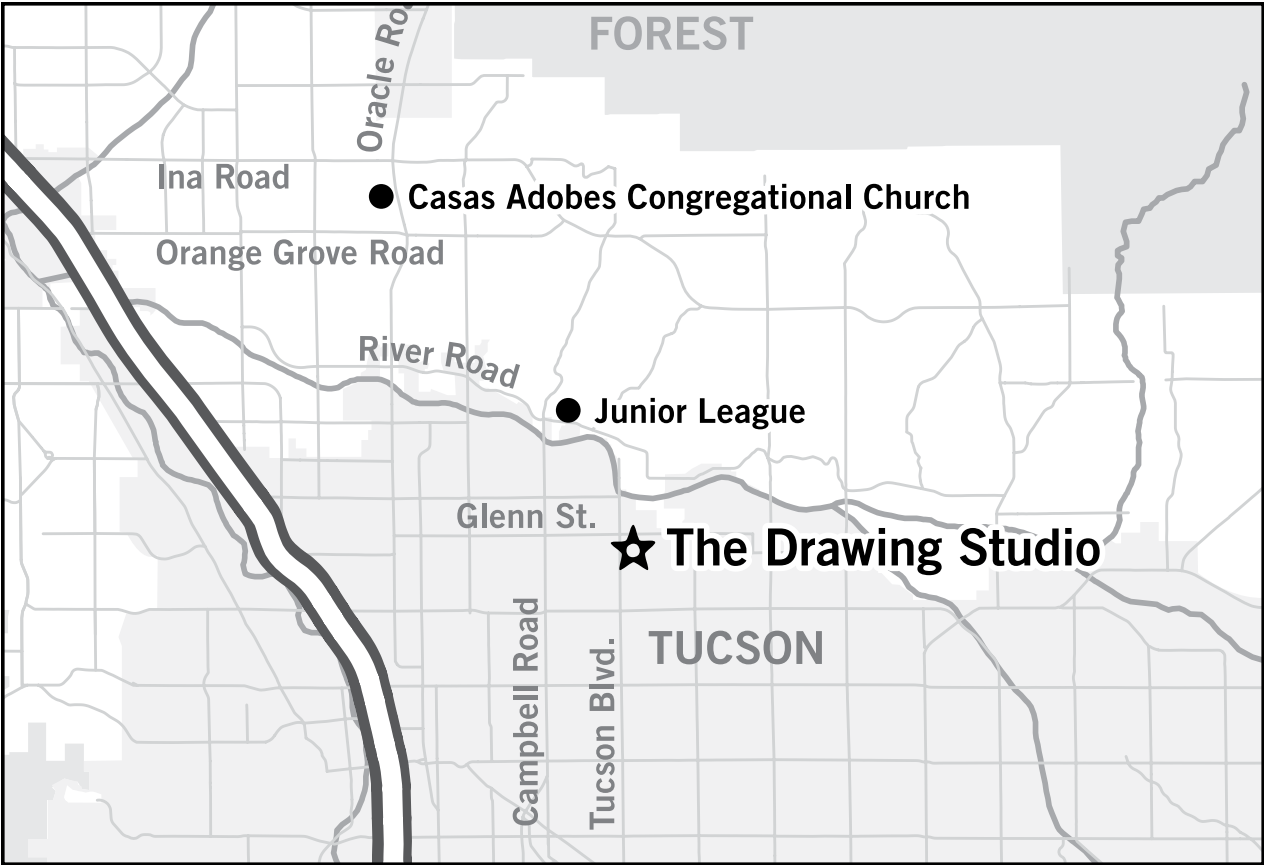 FOREST
Oracle
Ina Road
Casas Adobes Congregational Church
Orange Grove Road
River Road
Junior League
Glenn St.
The Drawing Studio
TUCSON
Campbell Road
Tucson Blvd.